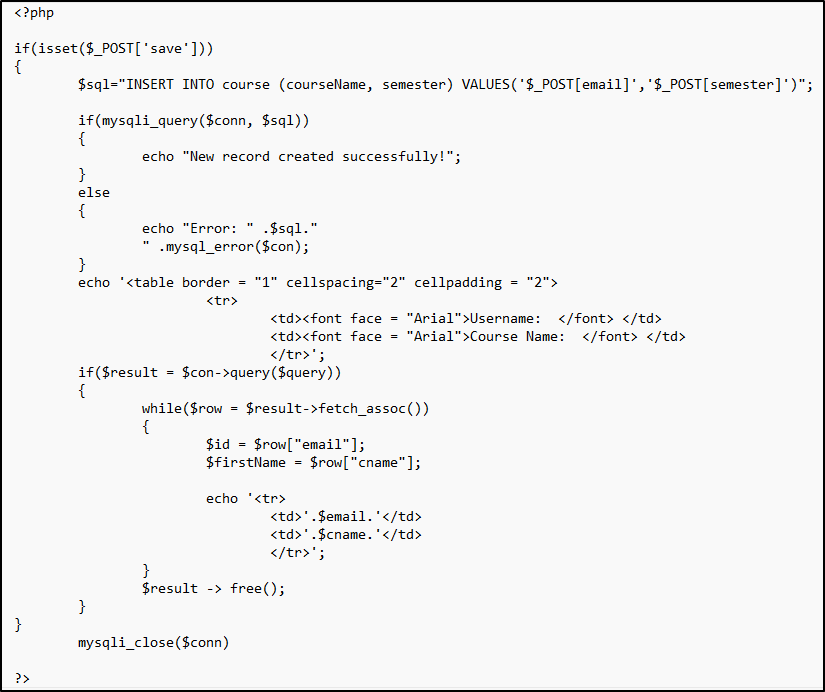 <?php
if(isset($_POST['save']))
{
$sql="INSERT INTO course (courseName, semester) VALUES('$_POST[email]','$_POST[semester]')";
if(mysqli_query($conn, $sql))
{
echo "New record created successfully!";
}
else
{
echo "Error: " .$sql."
" .mysql_error($con);
}
echo '<table border = "1" cellspacing="2" cellpadding = "2">
<tr>
<td><font face = "Arial">Username:  </font> </td>
<td><font face = "Arial">Course Name:  </font> </td>
</tr>';
if($result = $con->query($query))
{
while($row = $result->fetch_assoc())
{
$id = $row["email"];
$firstName = $row["cname"];
echo '<tr>
<td>'.$email.'</td>
<td>'.$cname.'</td>
</tr>';
}
$result -> free();
}
}
mysqli_close($conn)
?>